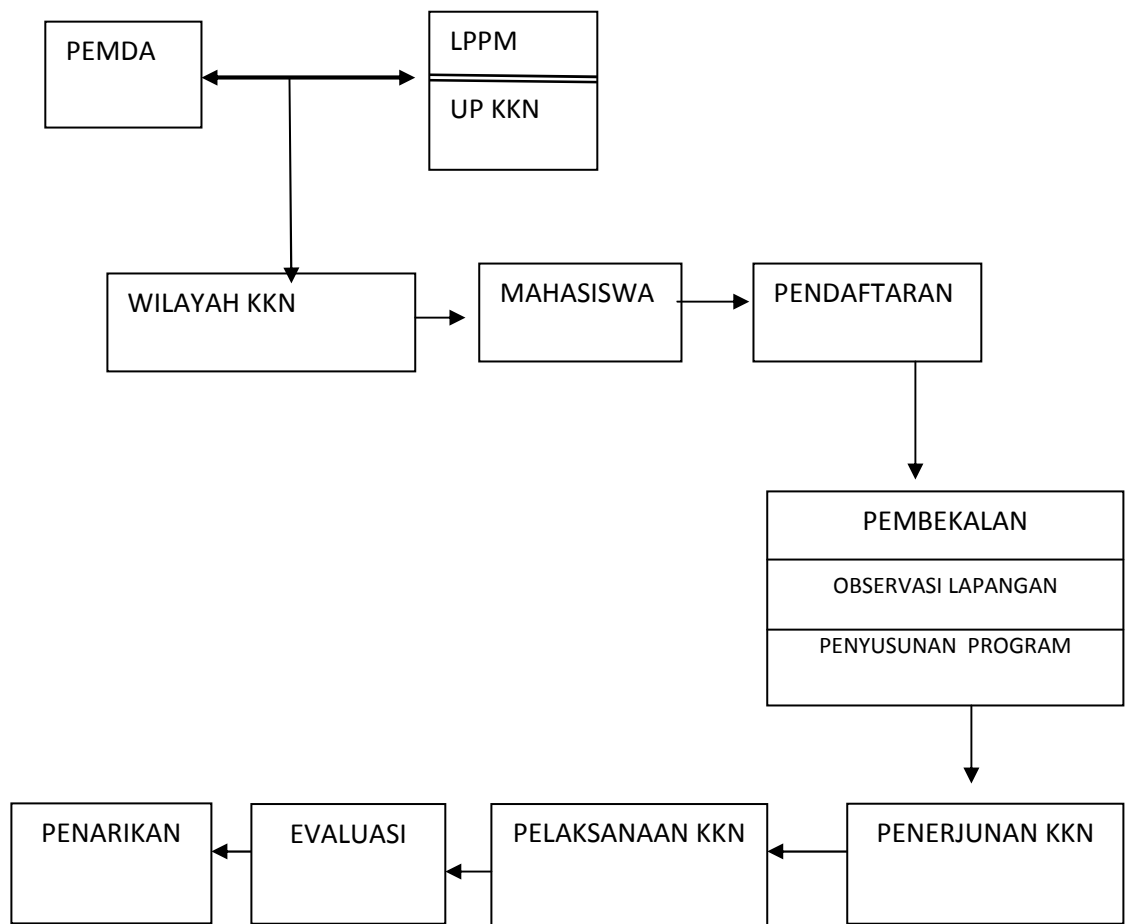 PEMDA
LPPM
UP KKN
WILAYAH KKN
MAHASISWA
PENDAFTARAN
PEMBEKALAN
OBSERVASI LAPANGAN
PENYUSUNAN PROGRAM
PENERJUNAN KKN
PELAKSANAAN KKN
EVALUASI
PENARIKAN